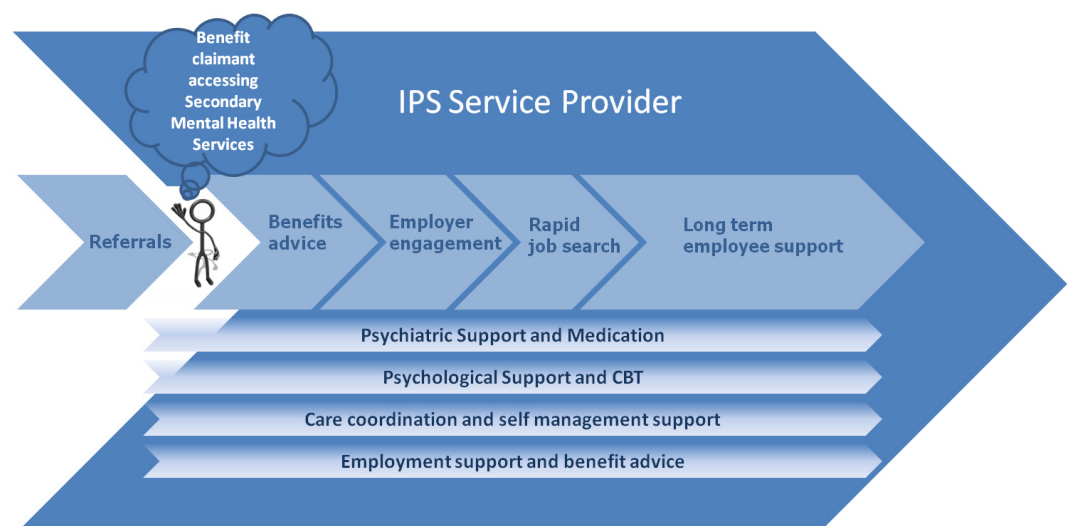 Benefit
claimant
accessing
Secondary
Mental Health
Services
IPS Service Provider
Referrals
Benefits
advice
Employer
engagement
Rapid
job search
Long term
employee support
Psychiatric Support and Medication
Psychological Support and CBT
Care coordination and self management support
Employment support and benefit advice